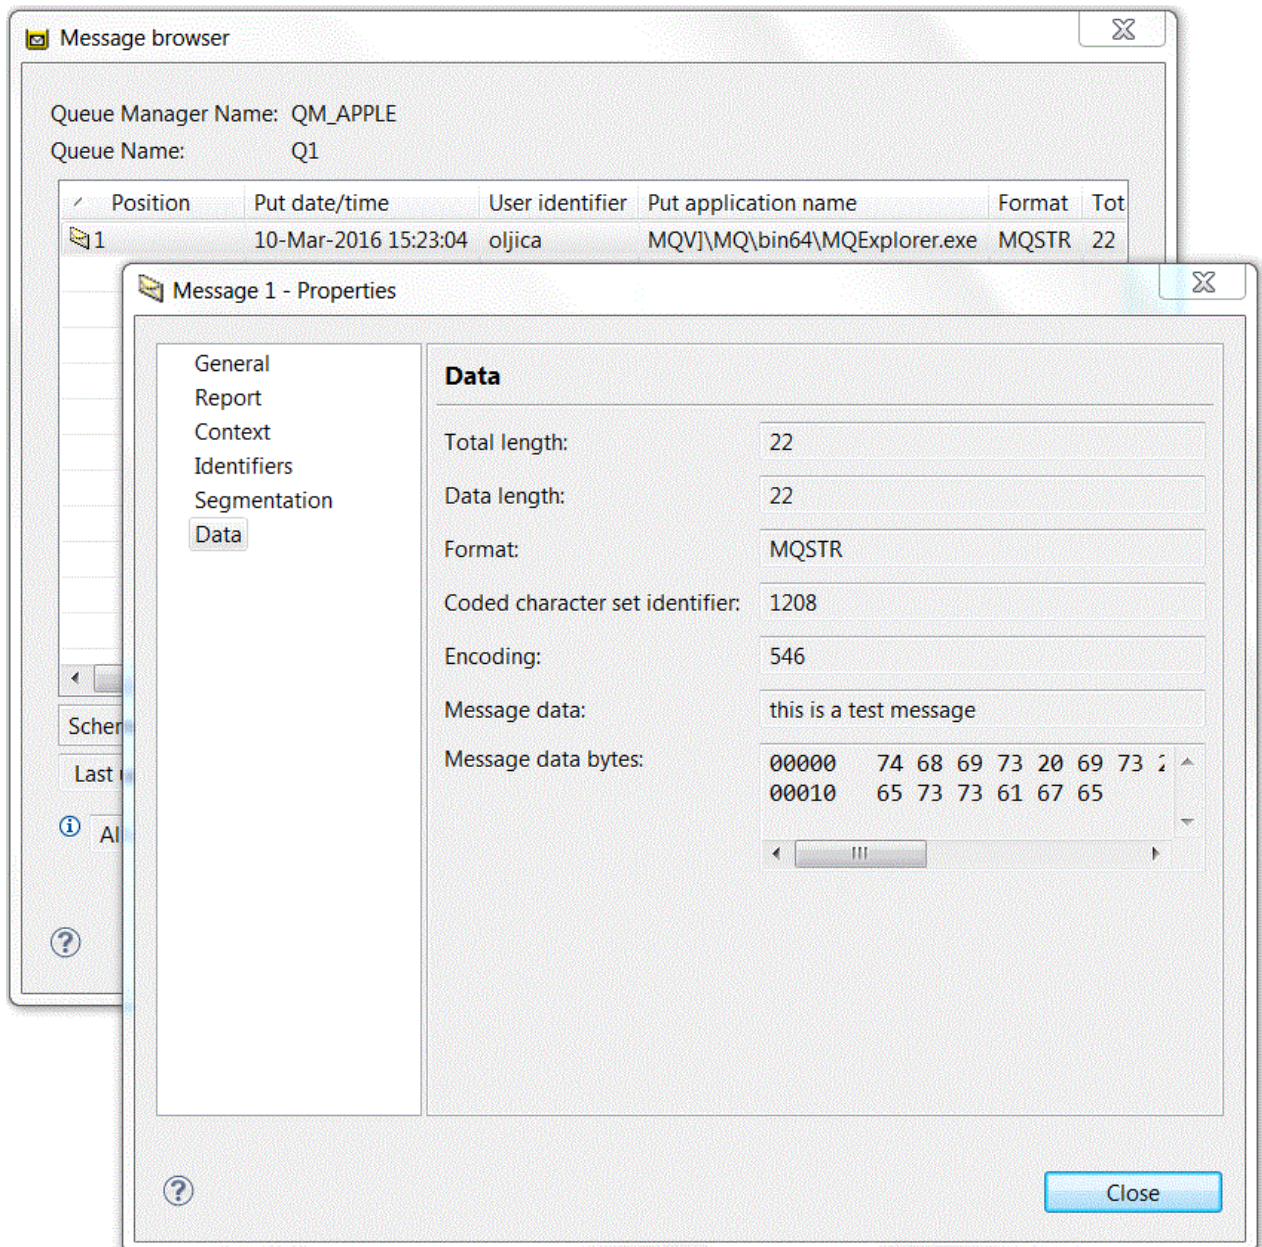 Message browser
Queue Manager Name: QM_APPLE
Queue Name: Q1
Position Put date/time User identifier Put application name Format Tot
1 10-Mar-2016 15:23:04 oljica MQV]\MQ\bin64\MQExplorer.exe MQSTR 22
Message 1 - Properties
General
Report
Context
Identifiers
Segmentation
Data
Data
Total length: 22
Data length: 22
Format: MQSTR
Coded character set identifier: 1208
Encoding: 546
Message data: this is a test message
Message data bytes: 00000 74 68 69 73 20 69 73
00010 65 73 73 61 67 65
Schem
Last u
Al
Close